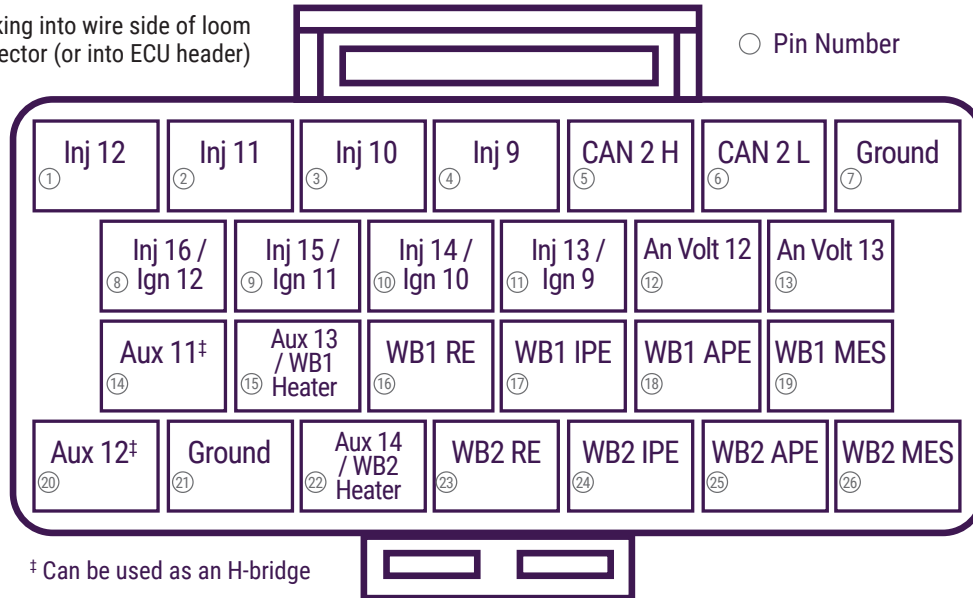 king into wire side of loom
ector (or into ECU header)
Pin Number
Inj 12
1
Inj 11
2
Inj 10
3
Inj 9
4
CAN 2 H
5
CAN 2 L
6
Ground
7
Inj 16 /
8 Ign 12
Inj 15 /
9 Ign 11
Inj 14 /
10 Ign 10
Inj 13 /
11 Ign 9
An Volt 12
12
An Volt 13
13
Aux 11‡
14
Aux 13
/ WB1
15 Heater
WB1 RE
16
WB1 IPE
17
WB1 APE
18
WB1 MES
19
Aux 12‡
20
Ground
21
Aux 14
/ WB2
22 Heater
WB2 RE
23
WB2 IPE
24
WB2 APE
25
WB2 MES
26
‡ Can be used as an H-bridge